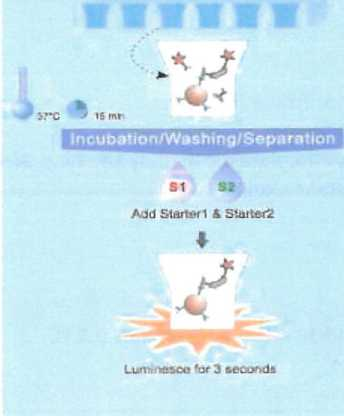 37°C
15 min
Incubation/Washing/Separation
S1
S2
Add Starter1 & Starter2
Luminesce for 3 seconds